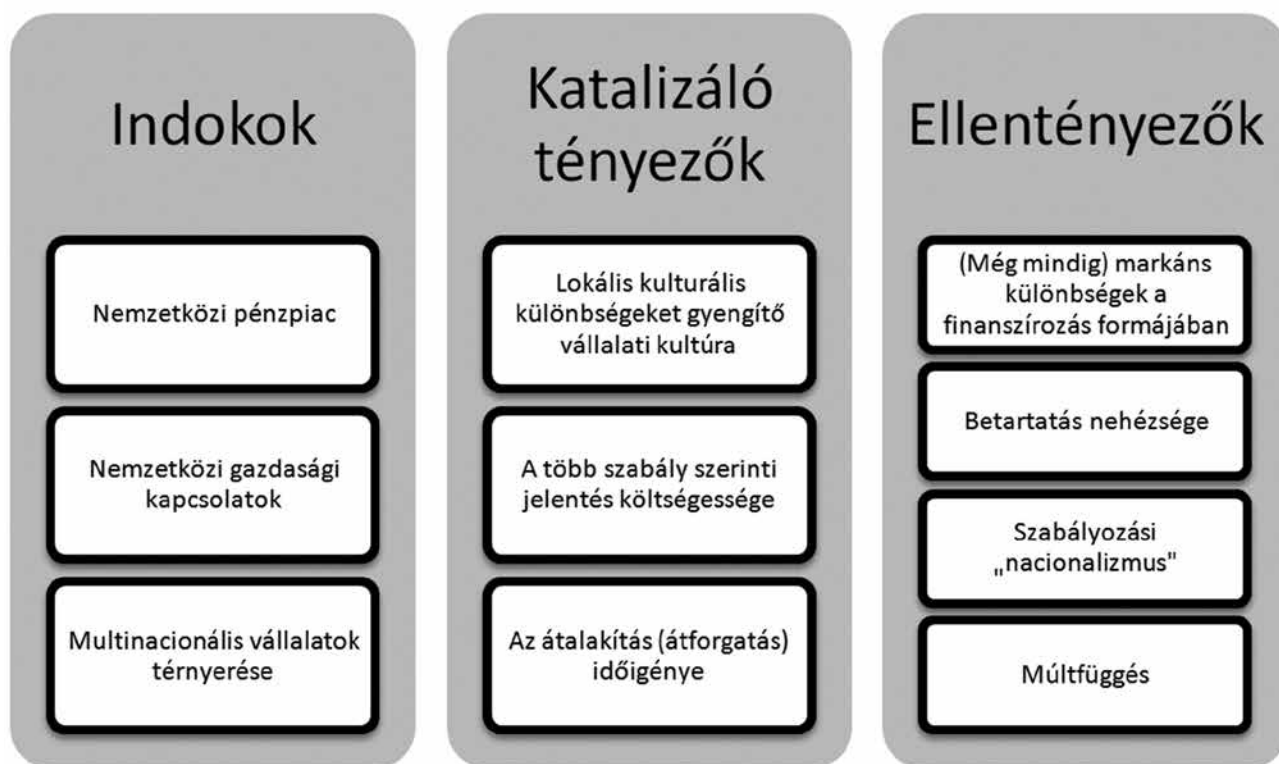 Indokok
Nemzetközi pénzpiac
Nemzetközi gazdasági
kapcsolatok
Multinacionális vállalatok
térnyerése
Katalizáló
tényezők
Lokális kulturális
különbségeket gyengítő
vállalati kultúra
A több szabály szerinti
jelentés költségessége
Az átalakítás (átforgatás)
időigénye
Ellentényezők
(Még mindig) markáns
különbségek a
finanszírozás formájában
Betartatás nehézsége
Szabályozási
„nacionalizmus"
Múltfüggés